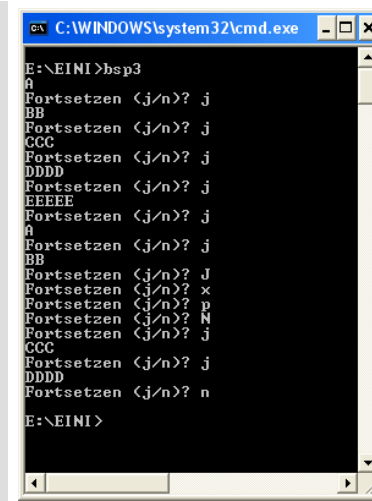 C:\WINDOWS\system32\cmd.exe
E:\EINI>bsp3
A
Fortsetzen (j/n)? j
BB
Fortsetzen (j/n)? j
CCC
Fortsetzen (j/n)? j
DDDD
Fortsetzen (j/n)? j
EEEEE
Fortsetzen (j/n)? j
A
Fortsetzen (j/n)? j
BB
Fortsetzen (j/n)? J
Fortsetzen (j/n)? x
Fortsetzen (j/n)? p
Fortsetzen (j/n)? N
Fortsetzen (j/n)? j
CCC
Fortsetzen (j/n)? j
DDDD
Fortsetzen (j/n)? n
E:\EINI>